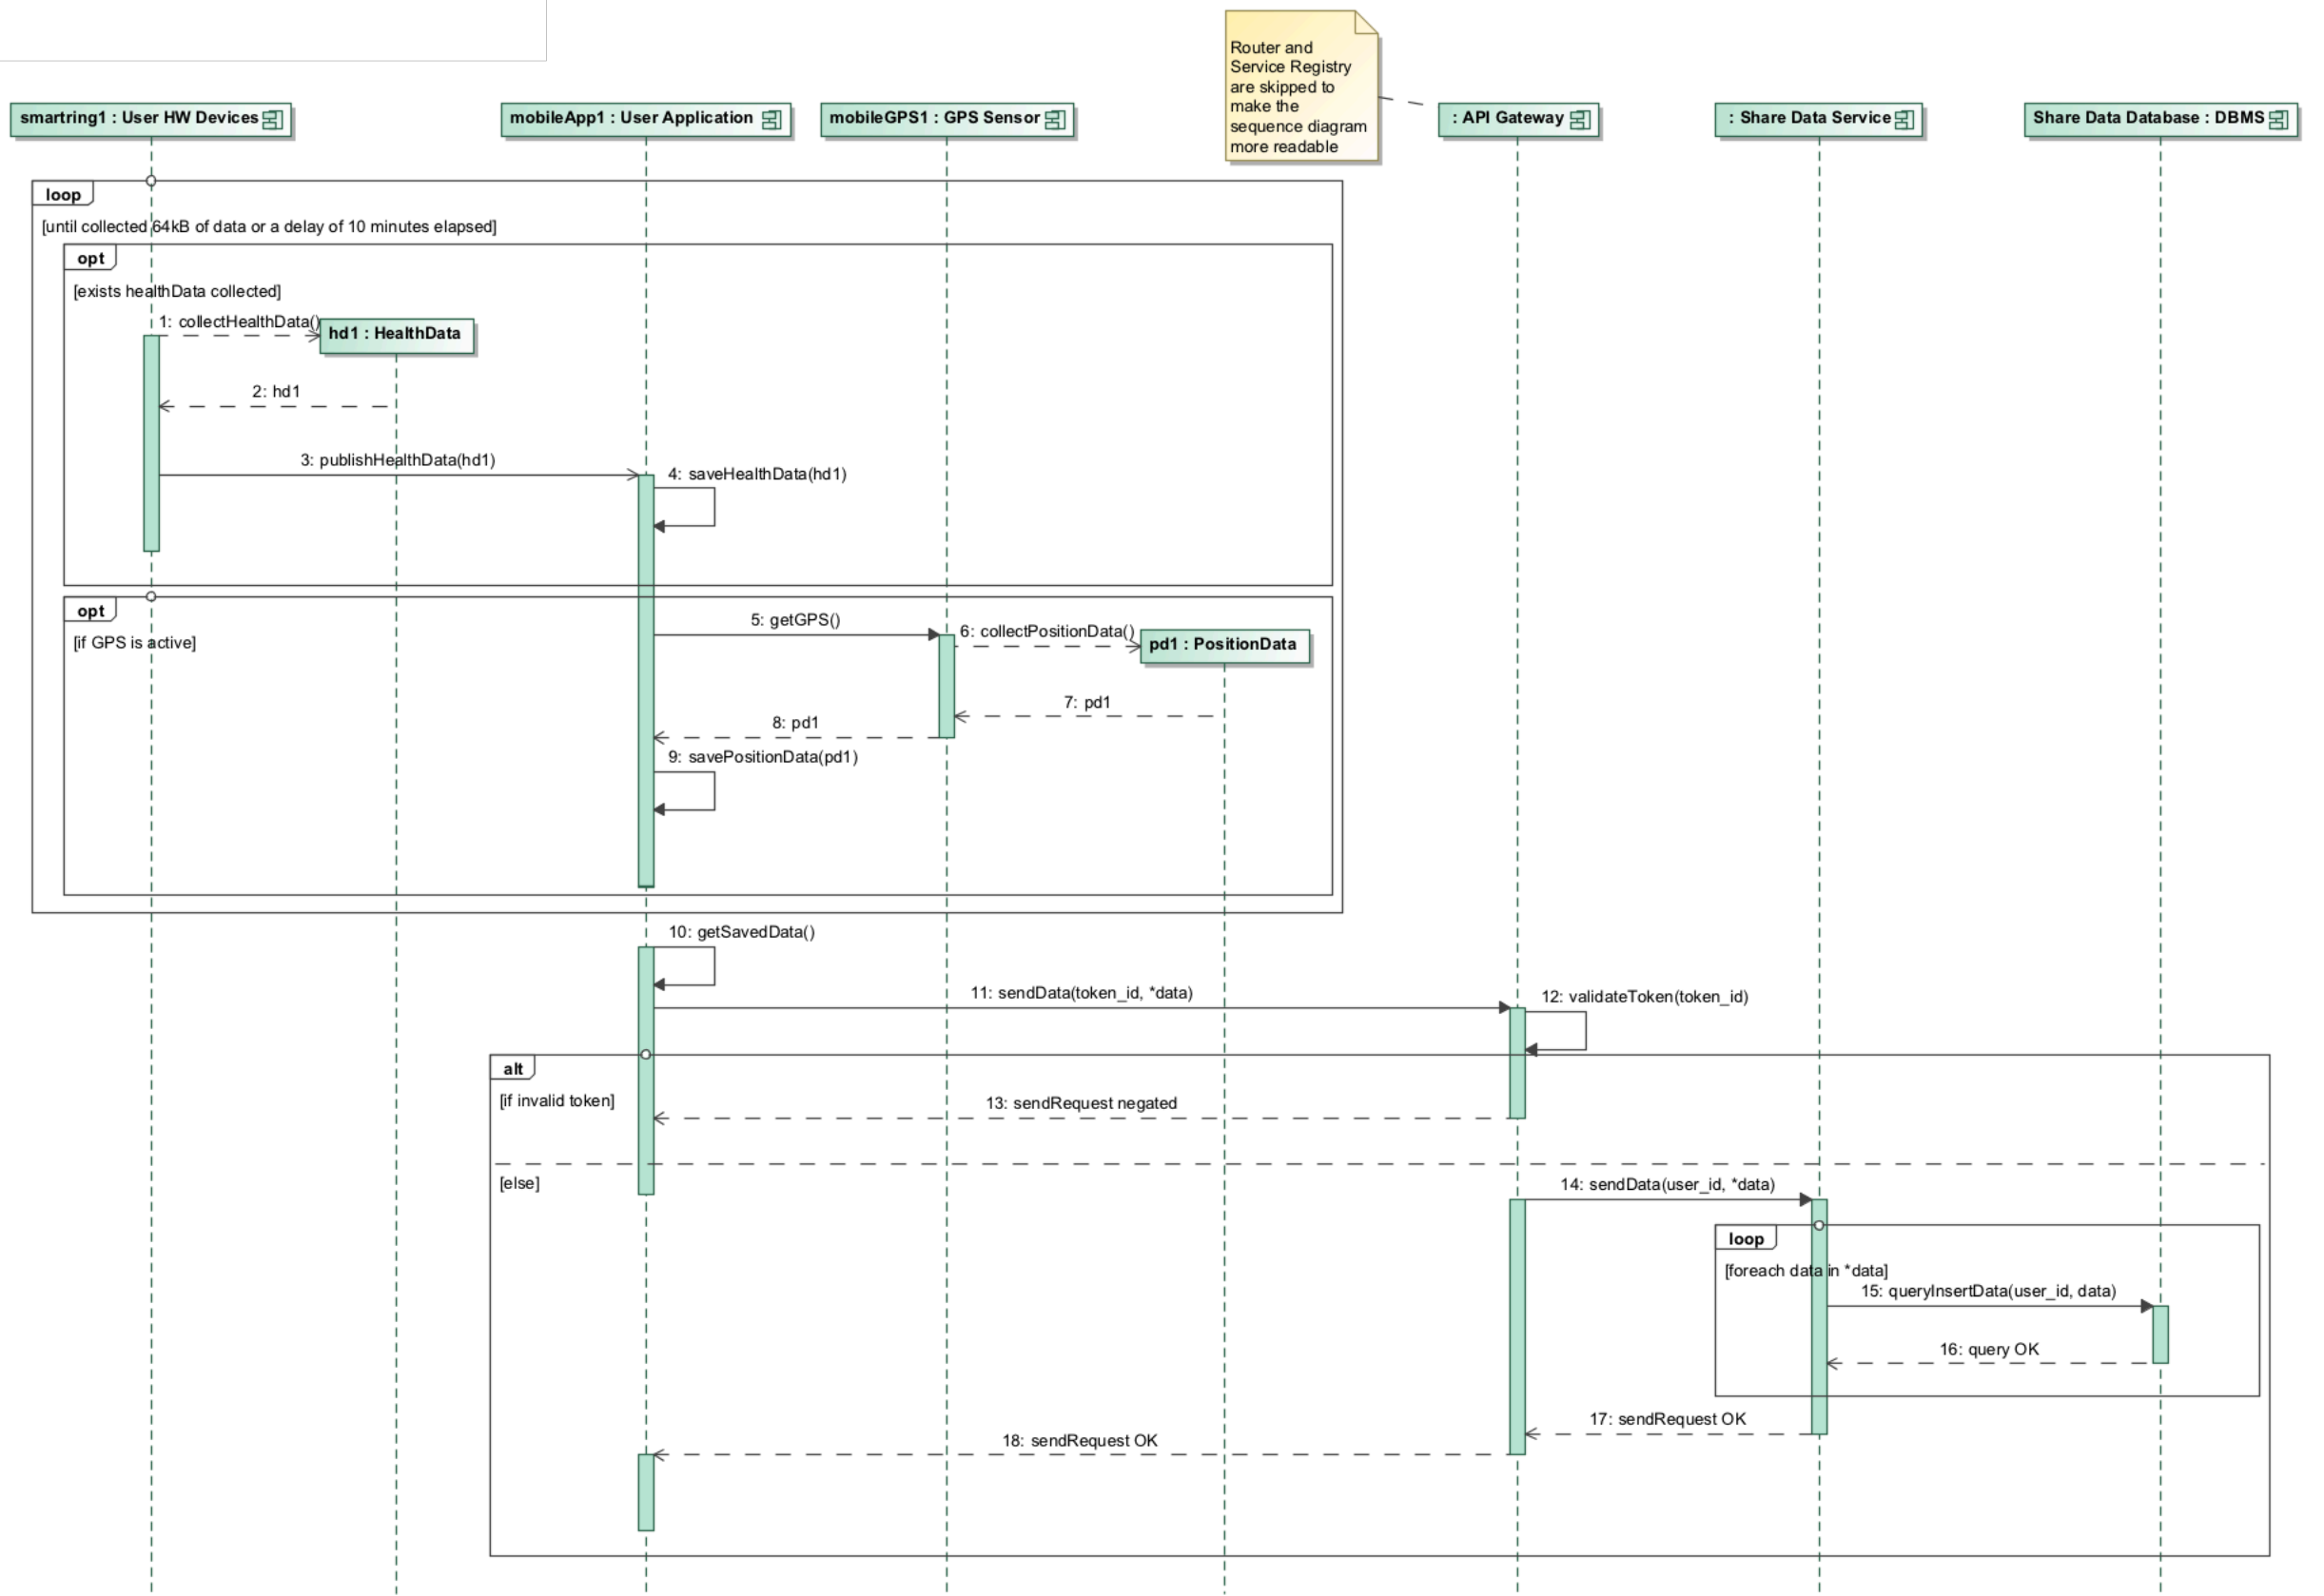 Router and
Service Registry
are skipped to
make the
sequence diagram
more readable
smartring1 : User HW Devices
mobileApp1 : User Application
mobileGPS1 : GPS Sensor
: API Gateway
: Share Data Service
Share Data Database : DBMS
loop
[until collected 64kB of data or a delay of 10 minutes elapsed]
opt
[exists healthData collected]
1: collectHealthData()
hd1 : HealthData
2: hd1
3: publishHealthData(hd1)
4: saveHealthData(hd1)
opt
[if GPS is active]
5: getGPS()
6: collectPositionData()
pd1 : PositionData
7: pd1
8: pd1
9: savePositionData(pd1)
10: getSavedData()
11: sendData(token_id, *data)
12: validateToken(token_id)
alt
[if invalid token]
13: sendRequest negated
[else]
14: sendData(user_id, *data)
loop
[foreach data in *data]
15: queryInsertData(user_id, data)
16: query OK
17: sendRequest OK
18: sendRequest OK